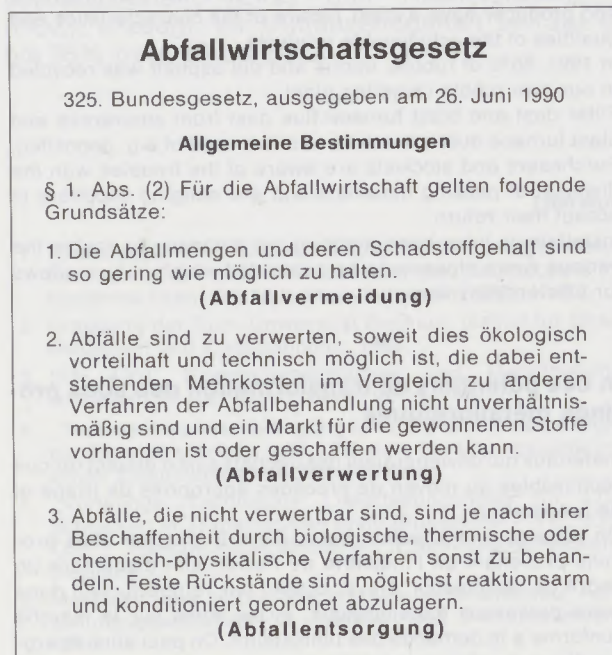 Abfallwirtschaftsgesetz
325. Bundesgesetz, ausgegeben am 26. Juni 1990
Allgemeine Bestimmungen
§ 1. Abs. (2) Für die Abfallwirtschaft gelten folgende
Grundsätze:
1. Die Abfallmengen und deren Schadstoffgehalt sind
so gering wie möglich zu halten.
(Abfallvermeidung)
2. Abfälle sind zu verwerten, soweit dies ökologisch
vorteilhaft und technisch möglich ist, die dabei ent-
stehenden Mehrkosten im Vergleich zu anderen
Verfahren der Abfallbehandlung nicht unverhältnis-
mäßig sind und ein Markt für die gewonnenen Stoffe
vorhanden ist oder geschaffen werden kann.
(Abfallverwertung)
3. Abfälle, die nicht verwertbar sind, sind je nach ihrer
Beschaffenheit durch biologische, thermische oder
chemisch-physikalische Verfahren sonst zu behan-
deln. Feste Rückstände sind möglichst reaktionsarm
und konditioniert geordnet abzulagern.
(Abfallentsorgung)